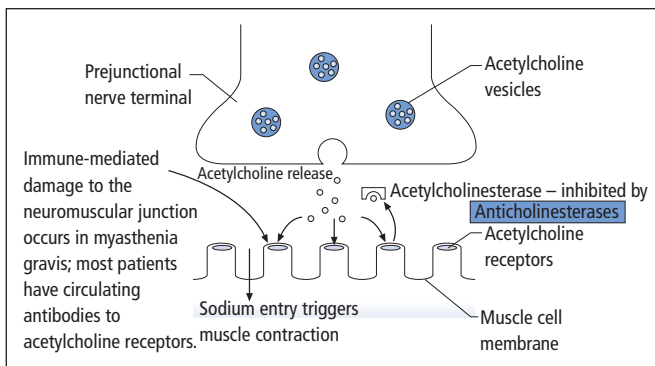 Prejunctional
nerve terminal
Acetylcholine
vesicles
Immune-mediated
damage to the
neuromuscular junction
occurs in myasthenia
gravis; most patients
have circulating
antibodies to
acetylcholine receptors.
Acetylcholine release
Acetylcholinesterase – inhibited by
Anticholinesterases
Acetylcholine
receptors
Sodium entry triggers
muscle contraction
Muscle cell
membrane